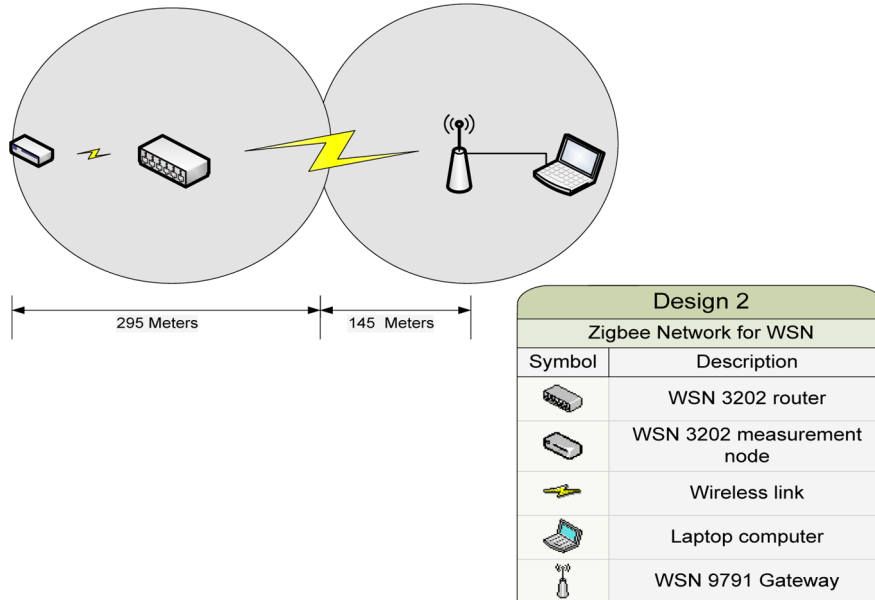 295 Meters
145 Meters
Design 2
Zigbee Network for WSN
Symbol Description
WSN 3202 router
WSN 3202 measurement
node
Wireless link
Laptop computer
WSN 9791 Gateway